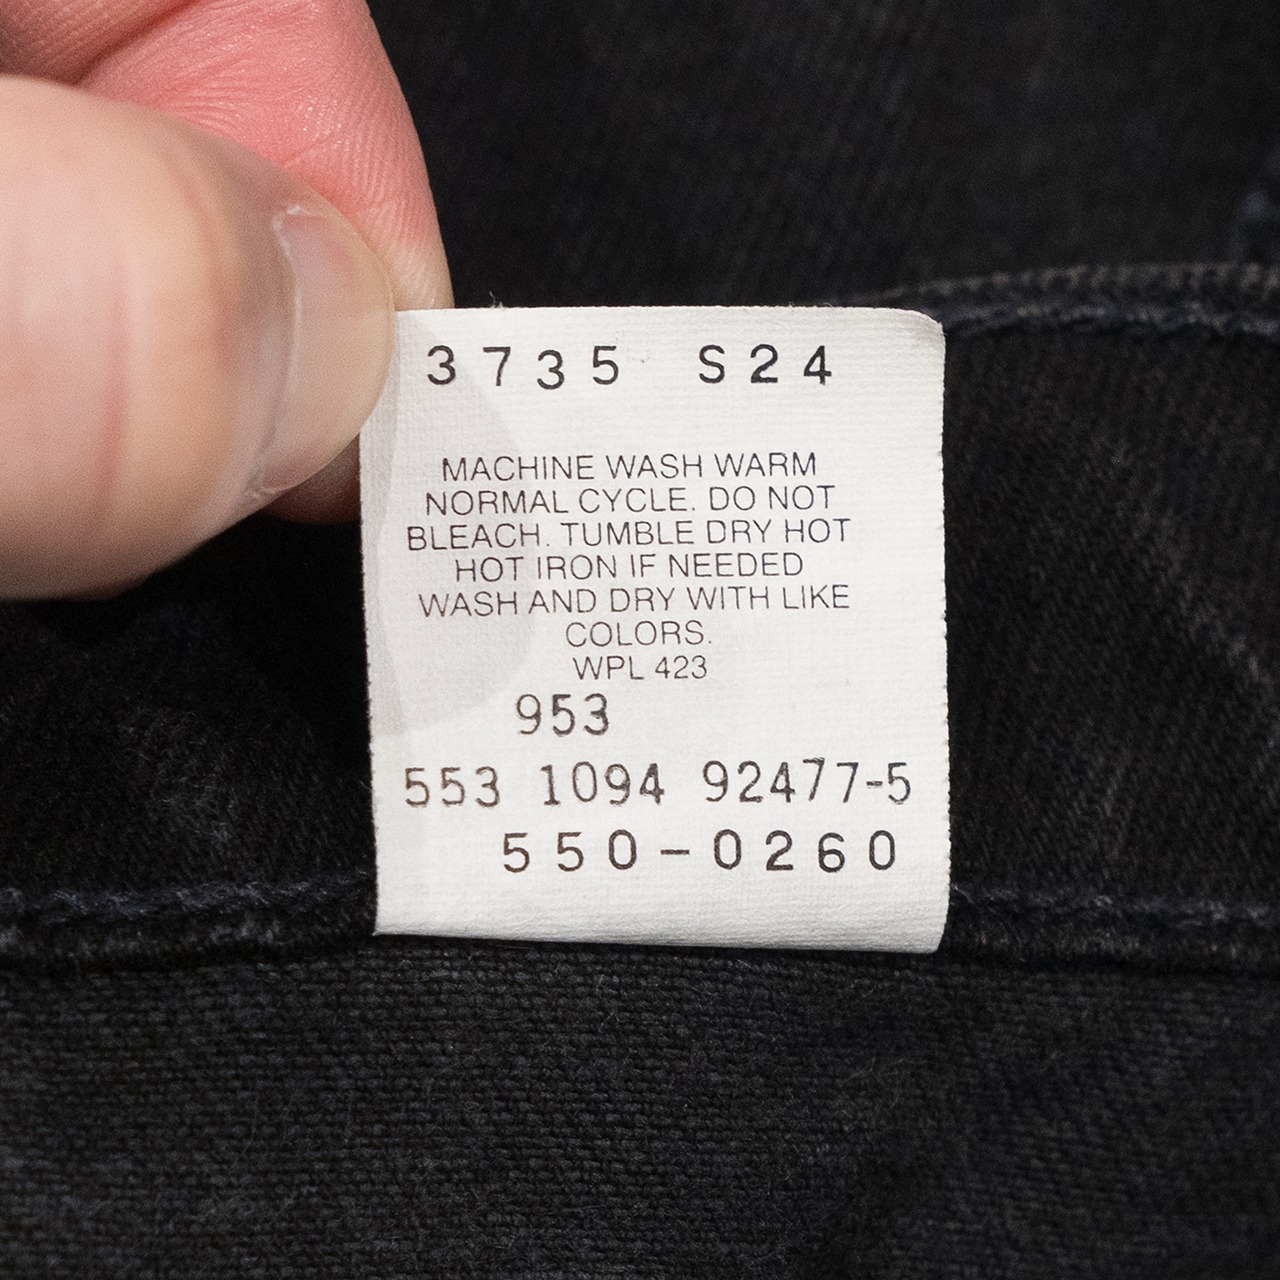 3735 S24
MACHINE WASH WARM
NORMAL CYCLE. DO NOT
BLEACH. TUMBLE DRY HOT
HOT IRON IF NEEDED
WASH AND DRY WITH LIKE
COLORS.
WPL 423
953
553 1094 92477-5
550-0260